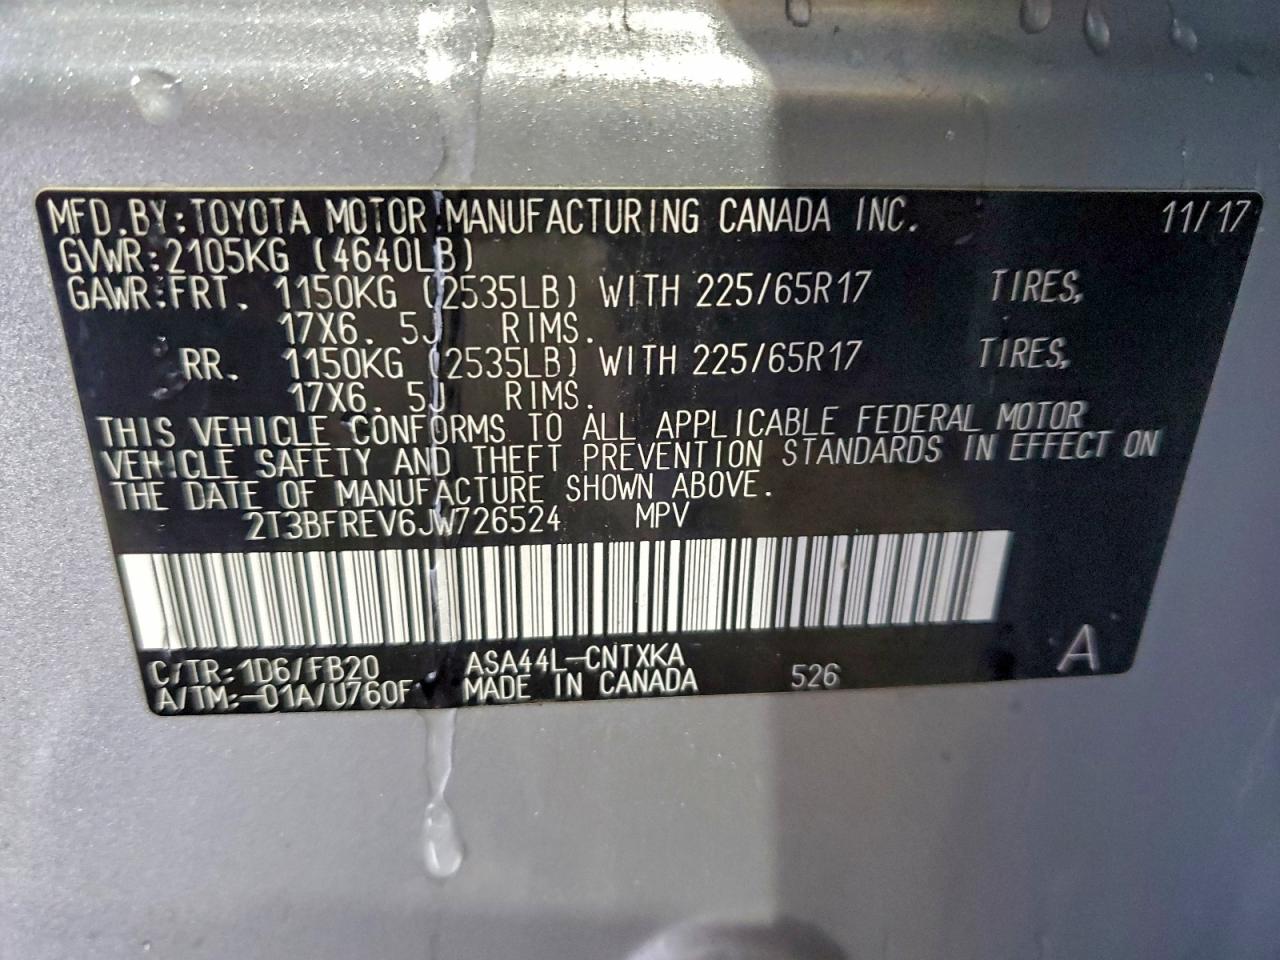 MFD.BY:TOYOTA MOTOR MANUFACTURING CANADA INC. 11/17
GVWR:2105KG (4640LB)
GAWR:FRT. 1150KG (2535LB) WITH 225/65R17 TIRES,
17X6.5J RIMS.
RR. 1150KG (2535LB) WITH 225/65R17 TIRES,
17X6.5J RIMS.
THIS VEHICLE CONFORMS TO ALL APPLICABLE FEDERAL MOTOR
VEHICLE SAFETY AND THEFT PREVENTION STANDARDS IN EFFECT ON
THE DATE OF MANUFACTURE SHOWN ABOVE.
2T3BFREV6JW726524 MPV
C/TR:1D6/FB20 ASA44L-CNTXKA 526 A
A/TM:-01A/U760F MADE IN CANADA